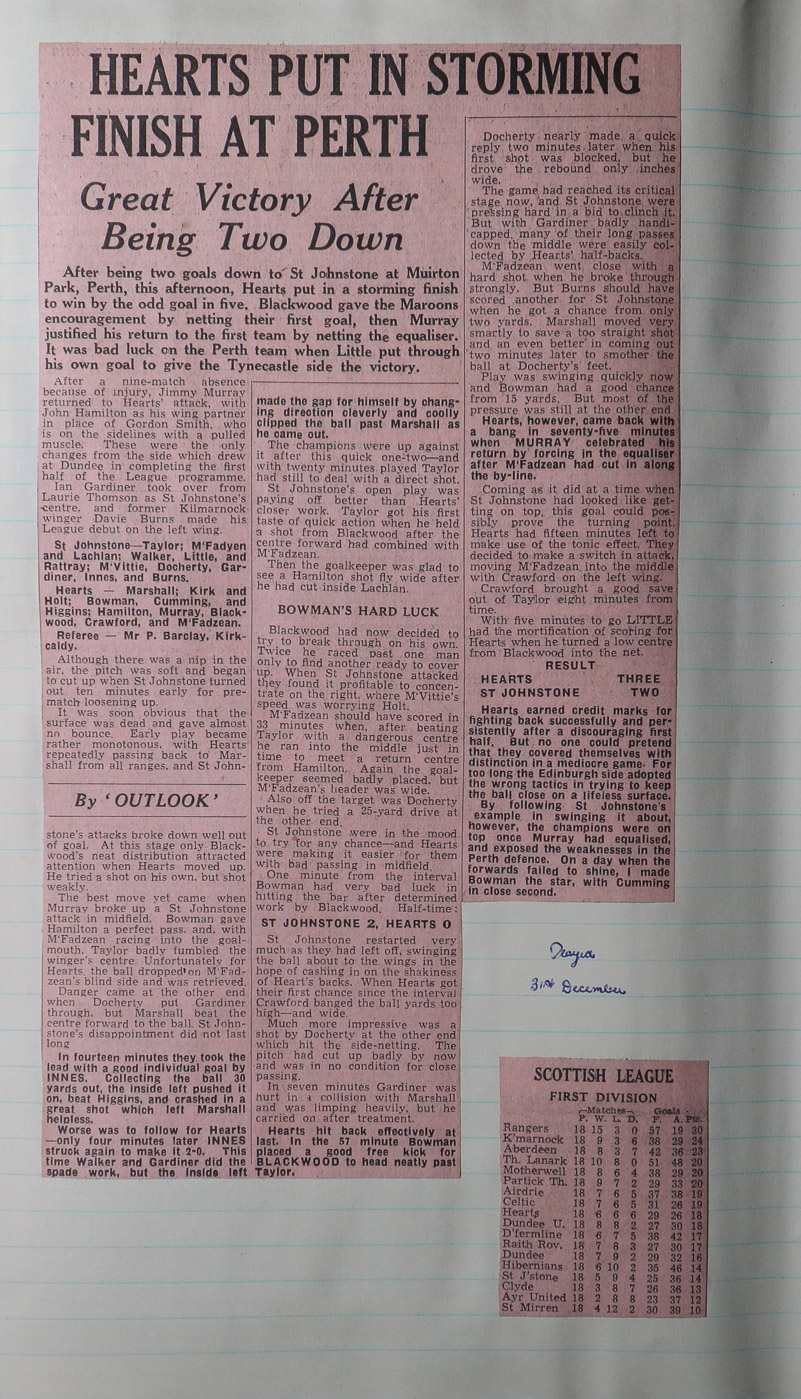 HEARTS PUT IN STORMING
FINISH AT PERTH
Great Victory After
Being Two Down
After being two goals down to St Johnstone at Muirton
Park, Perth, this afternoon, Hearts put in a storming finish
to win by the odd goal in five. Blackwood gave the Maroons
encouragement by netting their first goal, then Murray
justified his return to the first team by netting the equaliser.
It was bad luck on the Perth team when Little put through
his own goal to give the Tynecastle side the victory.
After a nine-match absence
because of injury, Jimmy Murray
returned to Hearts' attack, with
John Hamilton as his wing partner
in place of Gordon Smith, who
is on the sidelines with a pulled
muscle. These were the only
changes from the side which drew
at Dundee in completing the first
half of the League programme.
Ian Gardiner took over from
Laurie Thomson as St Johnstone's
centre, and former Kilmarnock
winger Davie Burns made his
League debut on the left wing.
St Johnstone—Taylor; M'Fadyen
and Lachlan; Walker, Little, and
Rattray; M'Vittie, Docherty, Gar-
diner, Innes, and Burns.
Hearts — Marshall; Kirk and
Holt; Bowman, Cumming, and
Higgins; Hamilton, Murray, Black-
wood, Crawford, and M'Fadzean.
Referee — Mr P. Barclay, Kirk-
caldy.
Although there was a nip in the
air, the pitch was soft and began
to cut up when St Johnstone turned
out ten minutes early for pre-
match loosening up.
It was soon obvious that the
surface was dead and gave almost
no bounce. Early play became
rather monotonous, with Hearts
repeatedly passing back to Mar-
shall from all ranges, and St John-
By 'OUTLOOK'
stone's attacks broke down well out
of goal. At this stage only Black-
wood's neat distribution attracted
attention when Hearts moved up.
He tried a shot on his own, but shot
weakly.
The best move yet came when
Murray broke up a St Johnstone
attack in midfield. Bowman gave
Hamilton a perfect pass, and, with
M'Fadzean racing into the goal-
mouth, Taylor badly fumbled the
winger's centre. Unfortunately for
Hearts, the ball dropped on M'Fad-
zean's blind side and was retrieved.
Danger came at the other end
when Docherty put Gardiner
through, but Marshall beat the
centre forward to the ball. St John-
stone's disappointment did not last
long
In fourteen minutes they took the
lead with a good individual goal by
INNES. Collecting the ball 30
yards out, the inside left pushed it
on, beat Higgins, and crashed in a
great shot which left Marshall
helpless.
Worse was to follow for Hearts
—only four minutes later INNES
struck again to make it 2-0. This
time Walker and Gardiner did the
spade work, but the inside left
made the gap for himself by chang-
ing direction cleverly and coolly
clipped the ball past Marshall as
he came out.
The champions were up against
it after this quick one-two—and
with twenty minutes played Taylor
had still to deal with a direct shot.
St Johnstone's open play was
paying off better than Hearts'
closer work. Taylor got his first
taste of quick action when he held
a shot from Blackwood after the
centre forward had combined with
M'Fadzean.
Then the goalkeeper was glad to
see a Hamilton shot fly wide after
he had cut inside Lachlan.
BOWMAN'S HARD LUCK
Blackwood had now decided to
try to break through on his own.
Twice he raced past one man
only to find another ready to cover
up. When St Johnstone attacked
they found it profitable to concen-
trate on the right, where M'Vittie's
speed was worrying Holt.
M'Fadzean should have scored in
33 minutes when, after beating
Taylor with a dangerous centre
he ran into the middle just in
time to meet a return centre
from Hamilton. Again the goal-
keeper seemed badly placed, but
M'Fadzean's header was wide.
Also off the target was Docherty
when he tried a 25-yard drive at
the other end.
St Johnstone were in the mood
to try for any chance—and Hearts
were making it easier for them
with bad passing in midfield.
One minute from the interval
Bowman had very bad luck in
hitting the bar after determined
work by Blackwood. Half-time:
ST JOHNSTONE 2, HEARTS 0
St Johnstone restarted very
much as they had left off, swinging
the ball about to the wings in the
hope of cashing in on the shakiness
of Heart's backs. When Hearts got
their first chance since the interval
Crawford banged the ball yards too
high—and wide.
Much more impressive was a
shot by Docherty at the other end
which hit the side-netting. The
pitch had cut up badly by now
and was in no condition for close
passing.
In seven minutes Gardiner was
hurt in a collision with Marshall
and was limping heavily, but he
carried on after treatment.
Hearts hit back effectively at
last. In the 57 minute Bowman
placed a good free kick for
BLACKWOOD to head neatly past
Taylor.
Docherty nearly made a quick
reply two minutes later when his
first shot was blocked, but he
drove the rebound only inches
wide.
The game had reached its critical
stage now, and St Johnstone were
pressing hard in a bid to clinch it.
But with Gardiner badly handi-
capped, many of their long passes
down the middle were easily col-
lected by Hearts' half-backs.
M'Fadzean went close with a
hard shot when he broke through
strongly. But Burns should have
scored another for St Johnstone
when he got a chance from only
two yards. Marshall moved very
smartly to save a too straight shot
and an even better in coming out
two minutes later to smother the
ball at Docherty's feet.
Play was swinging quickly now
and Bowman had a good chance
from 15 yards. But most of the
pressure was still at the other end
Hearts, however, came back with
a bang in seventy-five minutes
when MURRAY celebrated his
return by forcing in the equaliser
after M'Fadzean had cut in along
the by-line.
Coming as it did at a time when
St Johnstone had looked like get-
ting on top, this goal could pos-
sibly prove the turning point.
Hearts had fifteen minutes left to
make use of the tonic effect. They
decided to make a switch in attack,
moving M'Fadzean into the middle
with Crawford on the left wing.
Crawford brought a good save
out of Taylor eight minutes from
time.
With five minutes to go LITTLE
had the mortification of scoring for
Hearts when he turned a low centre
from Blackwood into the net.
RESULT
HEARTS THREE
ST JOHNSTONE TWO
Hearts earned credit marks for
fighting back successfully and per-
sistently after a discouraging first
half. But no one could pretend
that they covered themselves with
distinction in a mediocre game. For
too long the Edinburgh side adopted
the wrong tactics in trying to keep
the ball close on a lifeless surface.
By following St Johnstone's
example in swinging it about,
however, the champions were on
top once Murray had equalised,
and exposed the weaknesses in the
Perth defence. On a day when the
forwards failed to shine, I made
Bowman the star, with Cumming
in close second.
31st December
SCOTTISH LEAGUE
FIRST DIVISION
Matches Goals
P. W. L. D. F. A. Pts.
Rangers 18 15 3 0 57 19 30
K'marnock 18 9 3 6 38 29 24
Aberdeen 18 8 3 7 42 36 23
Th. Lanark 18 10 8 0 51 48 20
Motherwell 18 8 6 4 38 29 20
Partick Th. 18 9 7 2 29 33 20
Airdrie 18 7 6 5 37 38 19
Celtic 18 7 6 5 31 26 19
Hearts 18 6 6 6 29 26 18
Dundee U. 18 8 8 2 27 30 18
D'fermline 18 6 7 5 38 42 17
Raith Rov. 18 7 8 3 27 30 17
Dundee 18 7 9 2 29 32 16
Hibernians 18 6 10 2 35 46 14
St J'stone 18 5 9 4 25 36 14
Clyde 18 3 8 7 26 36 13
Ayr United 18 2 8 8 23 37 12
St Mirren 18 4 12 2 30 39 10